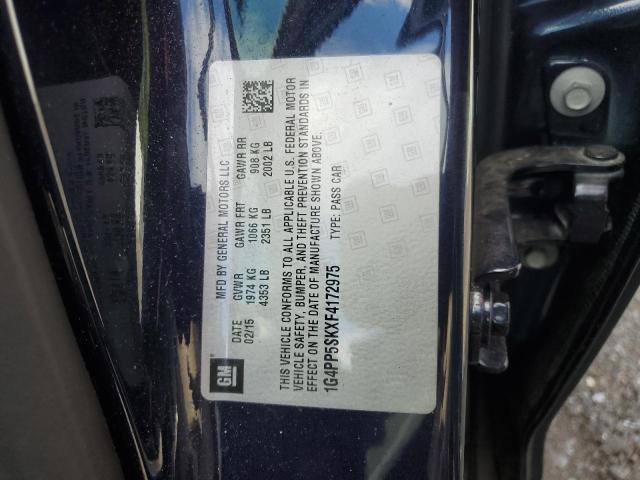 GM
MFD BY GENERAL MOTORS LLC
DATE GVWR GAWR FRT GAWR RR
02/15 1974 KG 1066 KG 908 KG
4353 LB 2351 LB 2002 LB
THIS VEHICLE CONFORMS TO ALL APPLICABLE U.S. FEDERAL MOTOR
VEHICLE SAFETY, BUMPER, AND THEFT PREVENTION STANDARDS IN
EFFECT ON THE DATE OF MANUFACTURE SHOWN ABOVE.
1G4PP5SKXF4172975 TYPE: PASS CAR